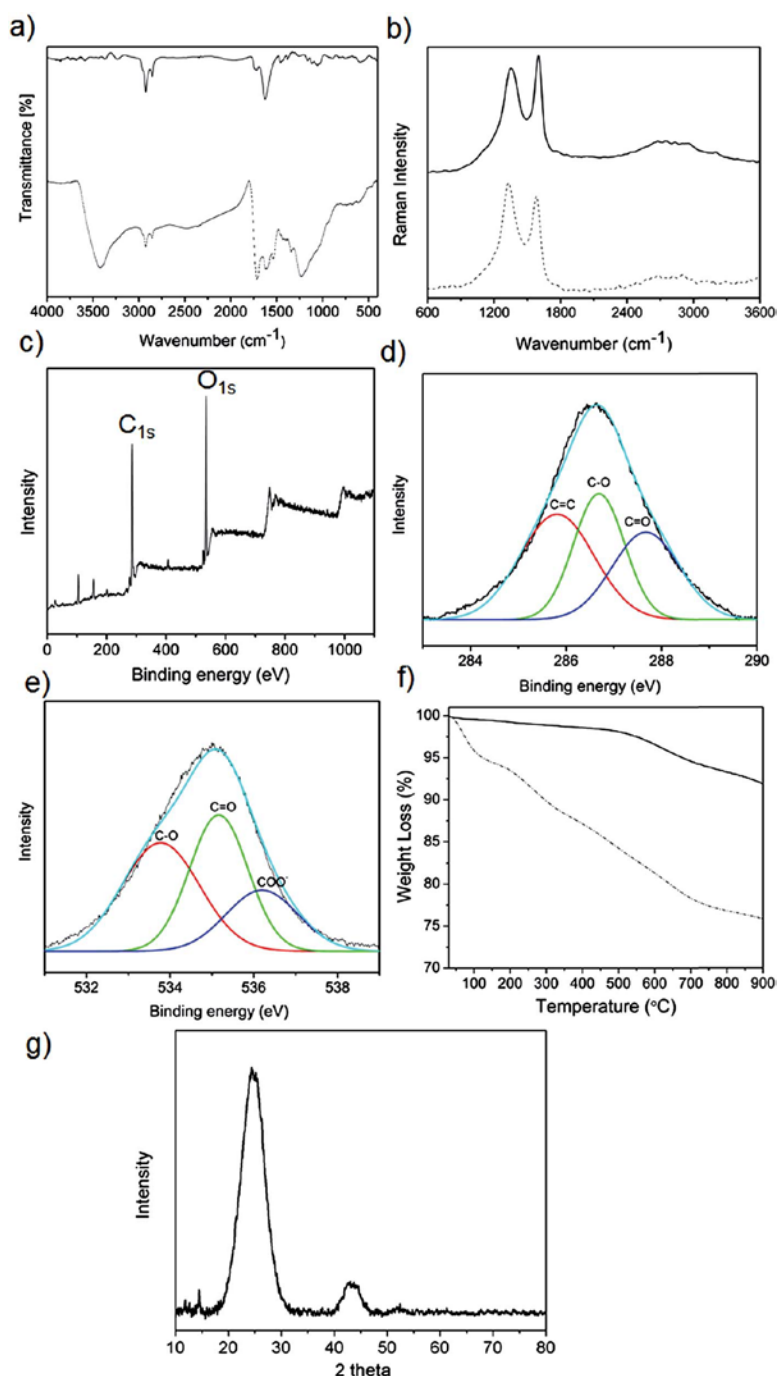 a)
Transmittance [%]
4000 3500 3000 2500 2000 1500 1000 500
Wavenumber (cm⁻¹)
b)
Raman Intensity
600 1200 1800 2400 3000 3600
Wavenumber (cm⁻¹)
c)
O₁ₛ
C₁ₛ
Intensity
0 200 400 600 800 1000
Binding energy (eV)
d)
C-O
C=C
C=O
Intensity
284 286 288 290
Binding energy (eV)
e)
C=O
C-O
COO⁻
Intensity
532 534 536 538
Binding energy (eV)
f)
100
95
90
85
80
75
70
Weight Loss (%)
100 200 300 400 500 600 700 800 900
Temperature (°C)
g)
Intensity
10 20 30 40 50 60 70 80
2 theta